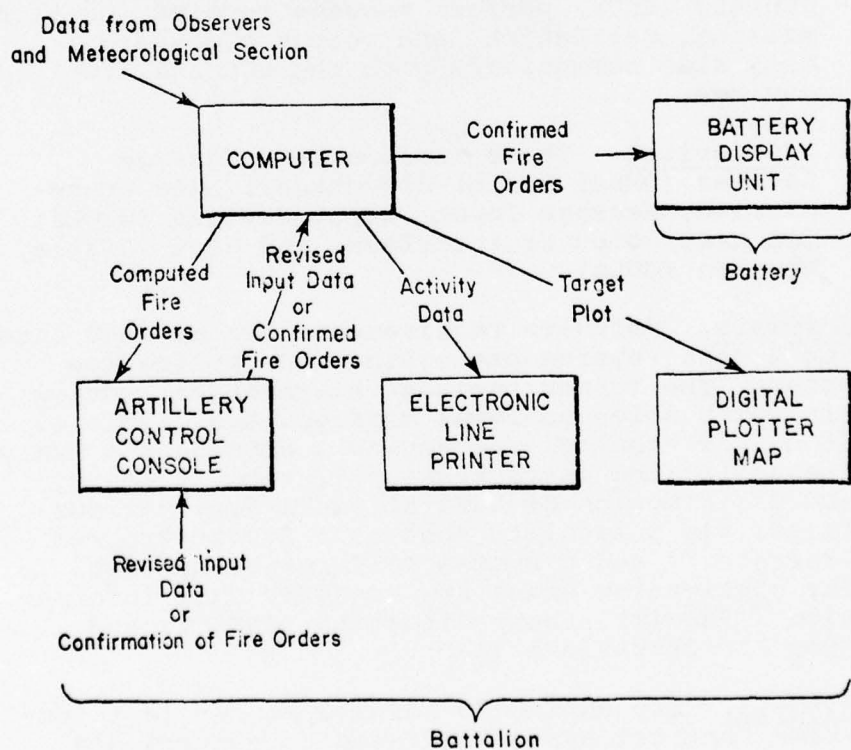 Data from Observers
and Meteorological Section
COMPUTER
Confirmed
Fire
Orders
BATTERY
DISPLAY
UNIT
Battery
Computed
Fire
Orders
Revised
Input Data
or
Confirmed
Fire Orders
Activity
Data
Target
Plot
ARTILLERY
CONTROL
CONSOLE
ELECTRONIC
LINE
PRINTER
DIGITAL
PLOTTER
MAP
Revised Input
Data
or
Confirmation of Fire Orders
Battalion